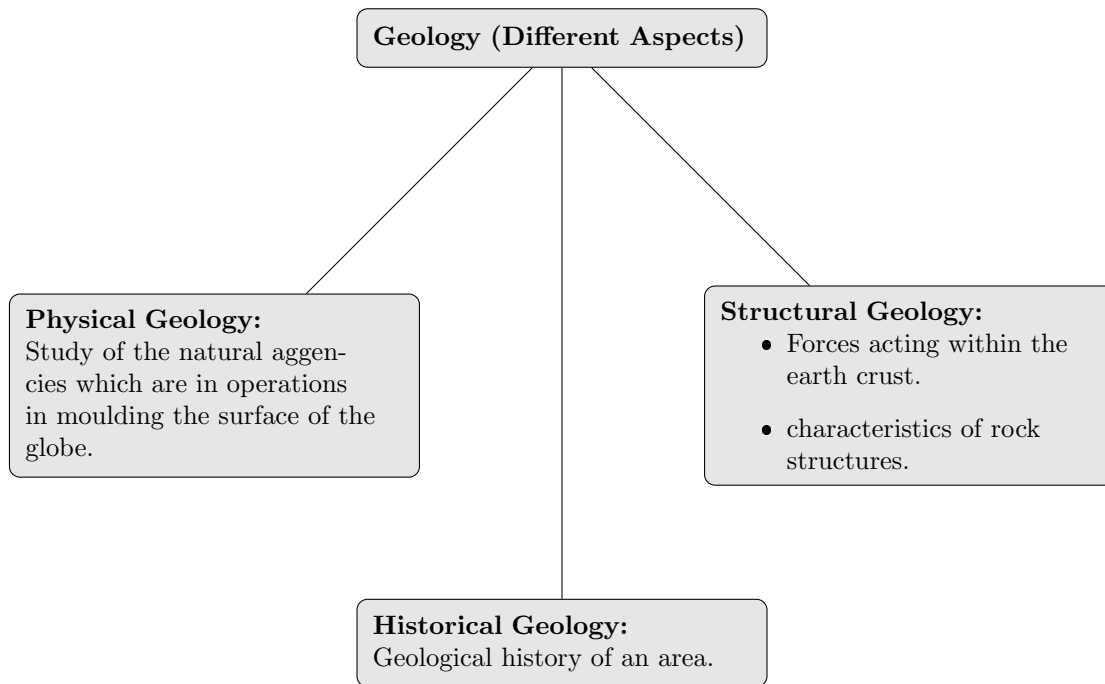 Geology (Different Aspects)
Physical Geology:
Study of the natural aggen-
cies which are in operations
in moulding the surface of the
globe.
Structural Geology:
• Forces acting within the
earth crust.
• characteristics of rock
structures.
Historical Geology:
Geological history of an area.